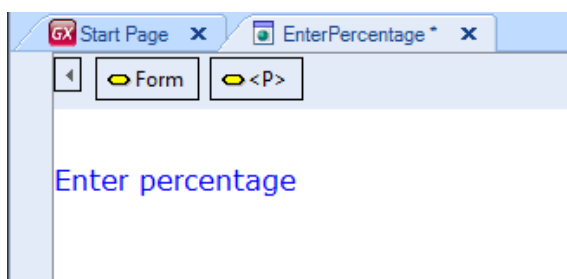 GX Start Page x EnterPercentage * x
Form <P>
Enter percentage